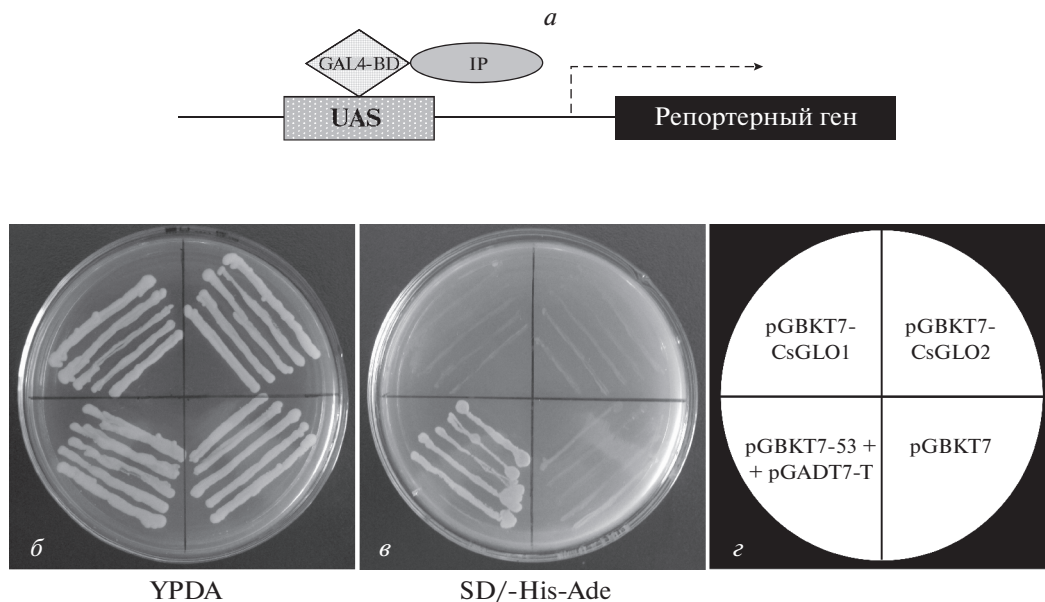 а
GAL4-BD
IP
UAS
Репортерный ген
pGBKT7-
CsGLO1
pGBKT7-
CsGLO2
pGBKT7-53 +
+ pGADT7-T
pGBKT7
б
в
г
YPDA
SD/-His-Ade